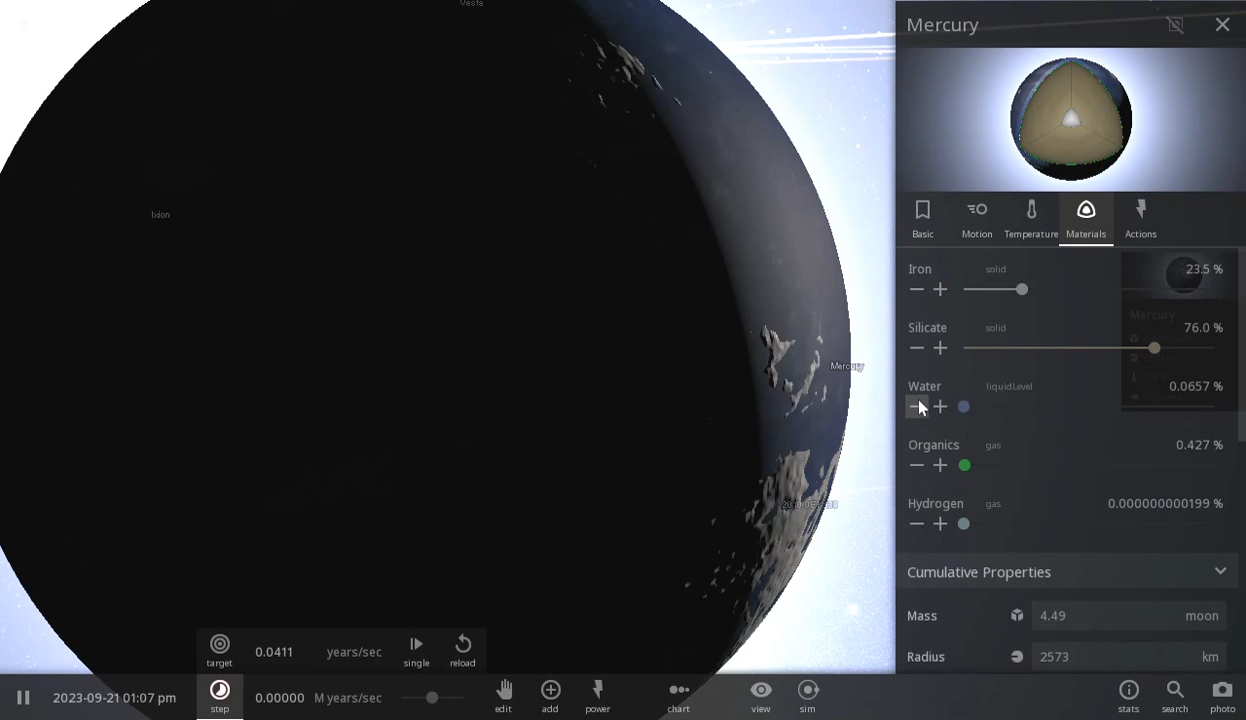 Vesta
Ixion
Mercury
Mercury
Basic
Motion
Temperature
Materials
Actions
Iron
solid
23.5 %
Mercury
Silicate
solid
76.0 %
Water
liquidLevel
0.0657 %
Organics
gas
0.427 %
Hydrogen
gas
0.000000000199 %
Cumulative Properties
Mass
4.49
moon
Radius
2573
km
target
0.0411
years/sec
single
reload
2023-09-21 01:07 pm
step
0.00000
M years/sec
edit
add
power
chart
view
sim
stats
search
photo